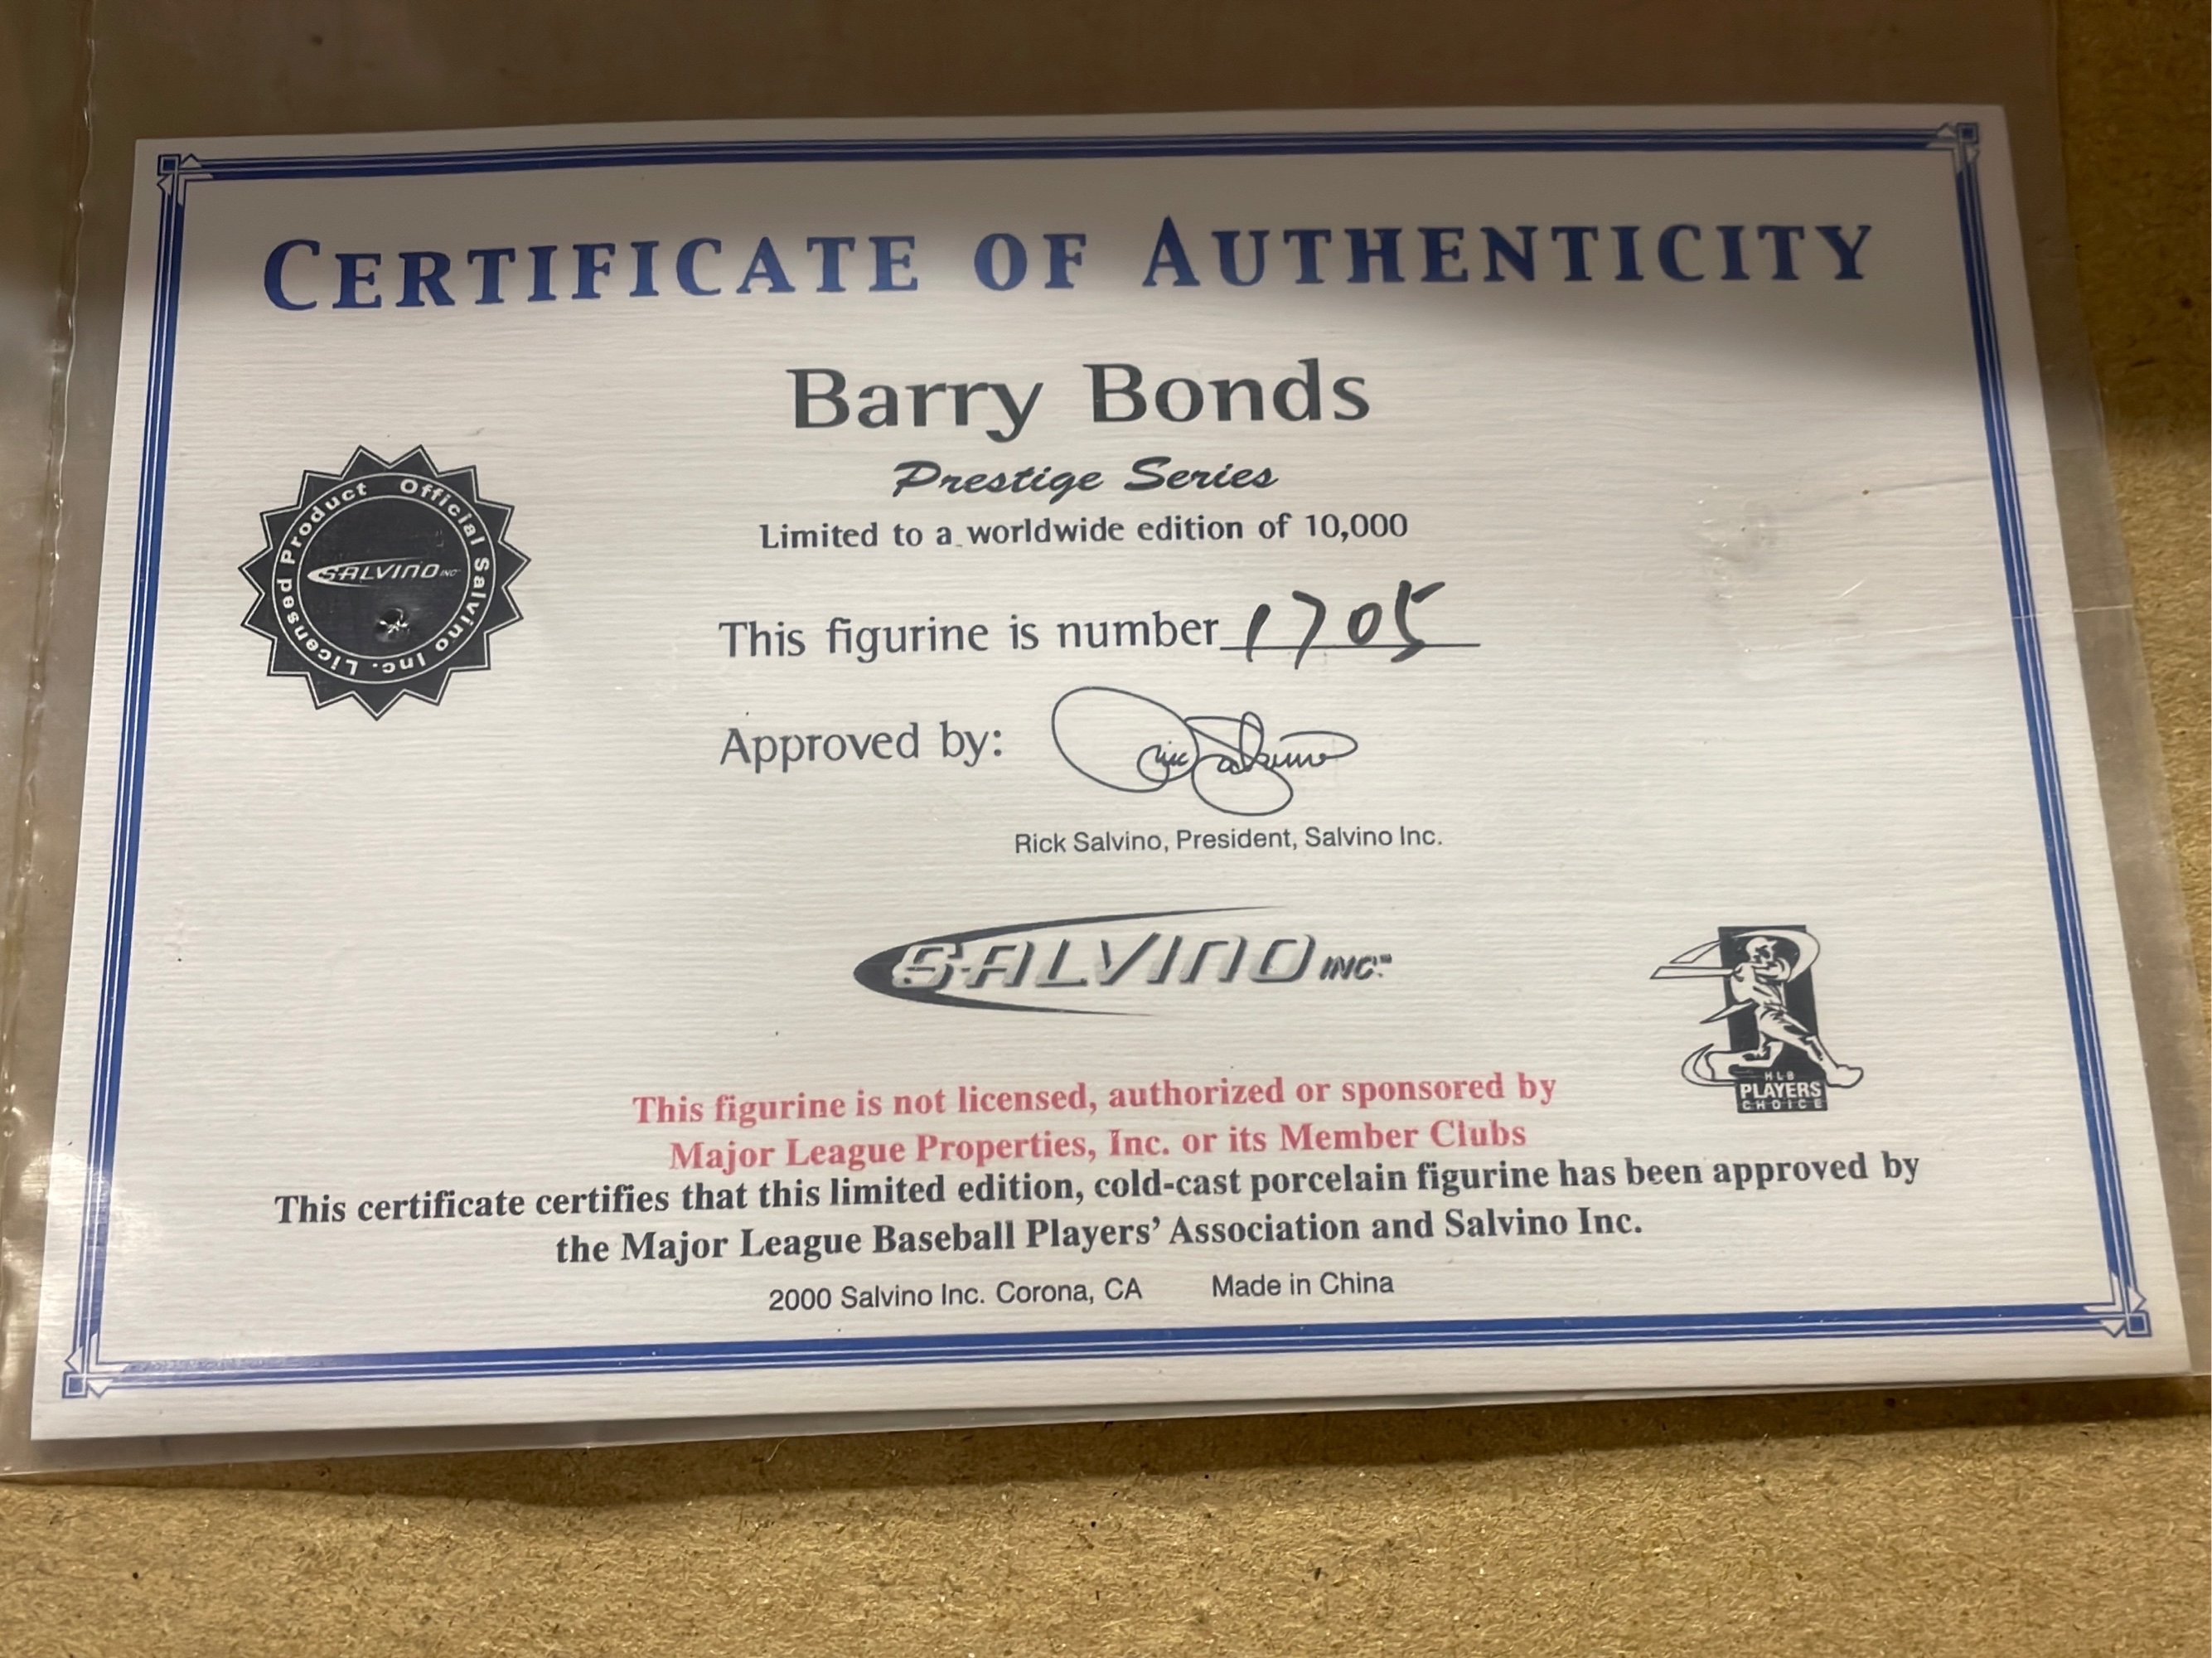 CERTIFICATE OF AUTHENTICITY
Barry Bonds
Prestige Series
Limited to a worldwide edition of 10,000
Official Salvino Inc. Licensed Product
SALVINO INC
This figurine is number 1705
Approved by: Rick Salvino
Rick Salvino, President, Salvino Inc.
SALVINO INC.™
MLB
PLAYERS
CHOICE
This figurine is not licensed, authorized or sponsored by
Major League Properties, Inc. or its Member Clubs
This certificate certifies that this limited edition, cold-cast porcelain figurine has been approved by
the Major League Baseball Players' Association and Salvino Inc.
2000 Salvino Inc. Corona, CA Made in China